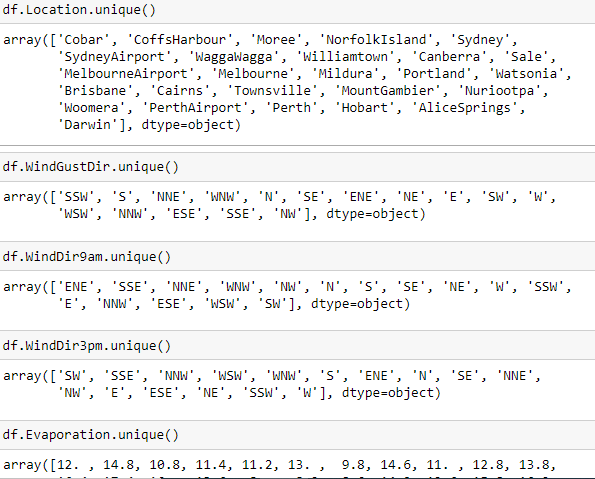 df.Location.unique()
array(['Cobar', 'CoffsHarbour', 'Moree', 'NorfolkIsland', 'Sydney',
'SydneyAirport', 'WaggaWagga', 'Williamtown', 'Canberra', 'Sale',
'MelbourneAirport', 'Melbourne', 'Mildura', 'Portland', 'Watsonia',
'Brisbane', 'Cairns', 'Townsville', 'MountGambier', 'Nuriootpa',
'Woomera', 'PerthAirport', 'Perth', 'Hobart', 'AliceSprings',
'Darwin'], dtype=object)
df.WindGustDir.unique()
array(['SSW', 'S', 'NNE', 'WNW', 'N', 'SE', 'ENE', 'NE', 'E', 'SW', 'W',
'WSW', 'NNW', 'ESE', 'SSE', 'NW'], dtype=object)
df.WindDir9am.unique()
array(['ENE', 'SSE', 'NNE', 'WNW', 'NW', 'N', 'S', 'SE', 'NE', 'W', 'SSW',
'E', 'NNW', 'ESE', 'WSW', 'SW'], dtype=object)
df.WindDir3pm.unique()
array(['SW', 'SSE', 'NNW', 'WSW', 'WNW', 'S', 'ENE', 'N', 'SE', 'NNE',
'NW', 'E', 'ESE', 'NE', 'SSW', 'W'], dtype=object)
df.Evaporation.unique()
array([12. , 14.8, 10.8, 11.4, 11.2, 13. ,  9.8, 14.6, 11. , 12.8, 13.8,